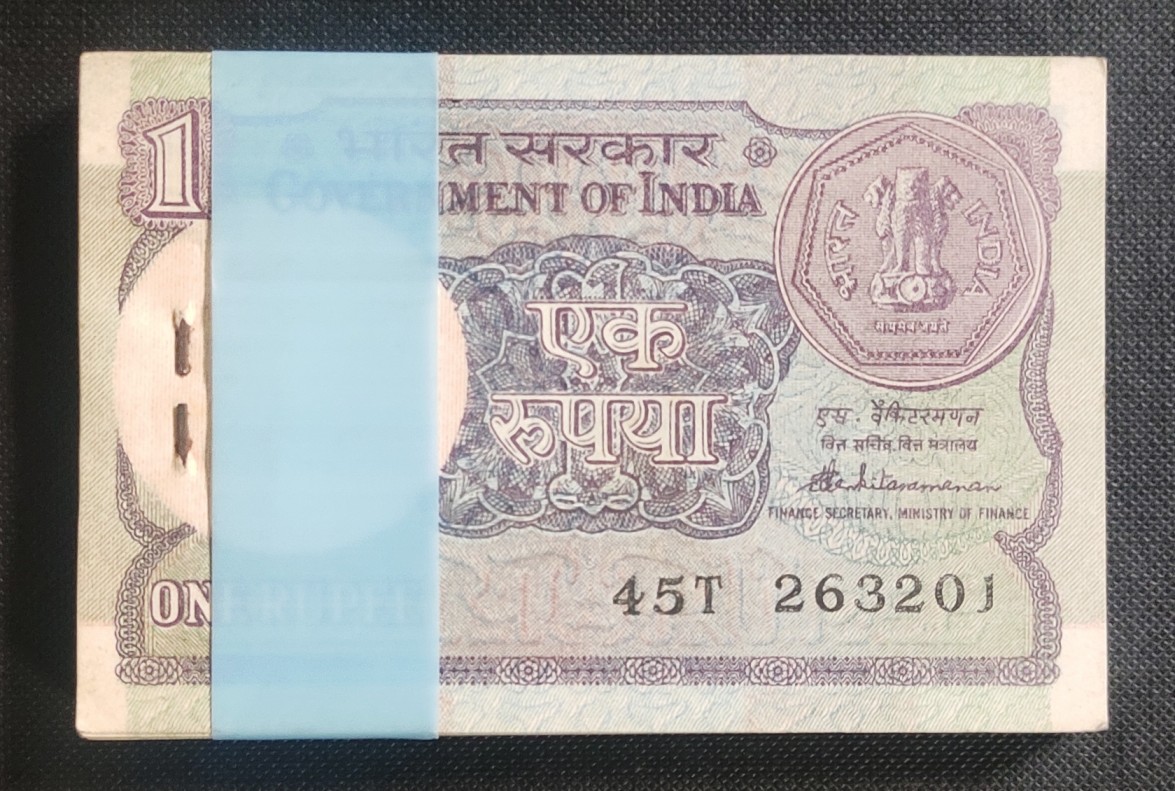 1
भारत सरकार
GOVERNMENT OF INDIA
भारत INDIA
सत्यमेव जयते
एक
रुपया
एस. वेंकिटरमणन
वित्त सचिव, वित्त मंत्रालय
SVenkitaramanan
FINANCE SECRETARY, MINISTRY OF FINANCE
ONE RUPEE
45T 263201